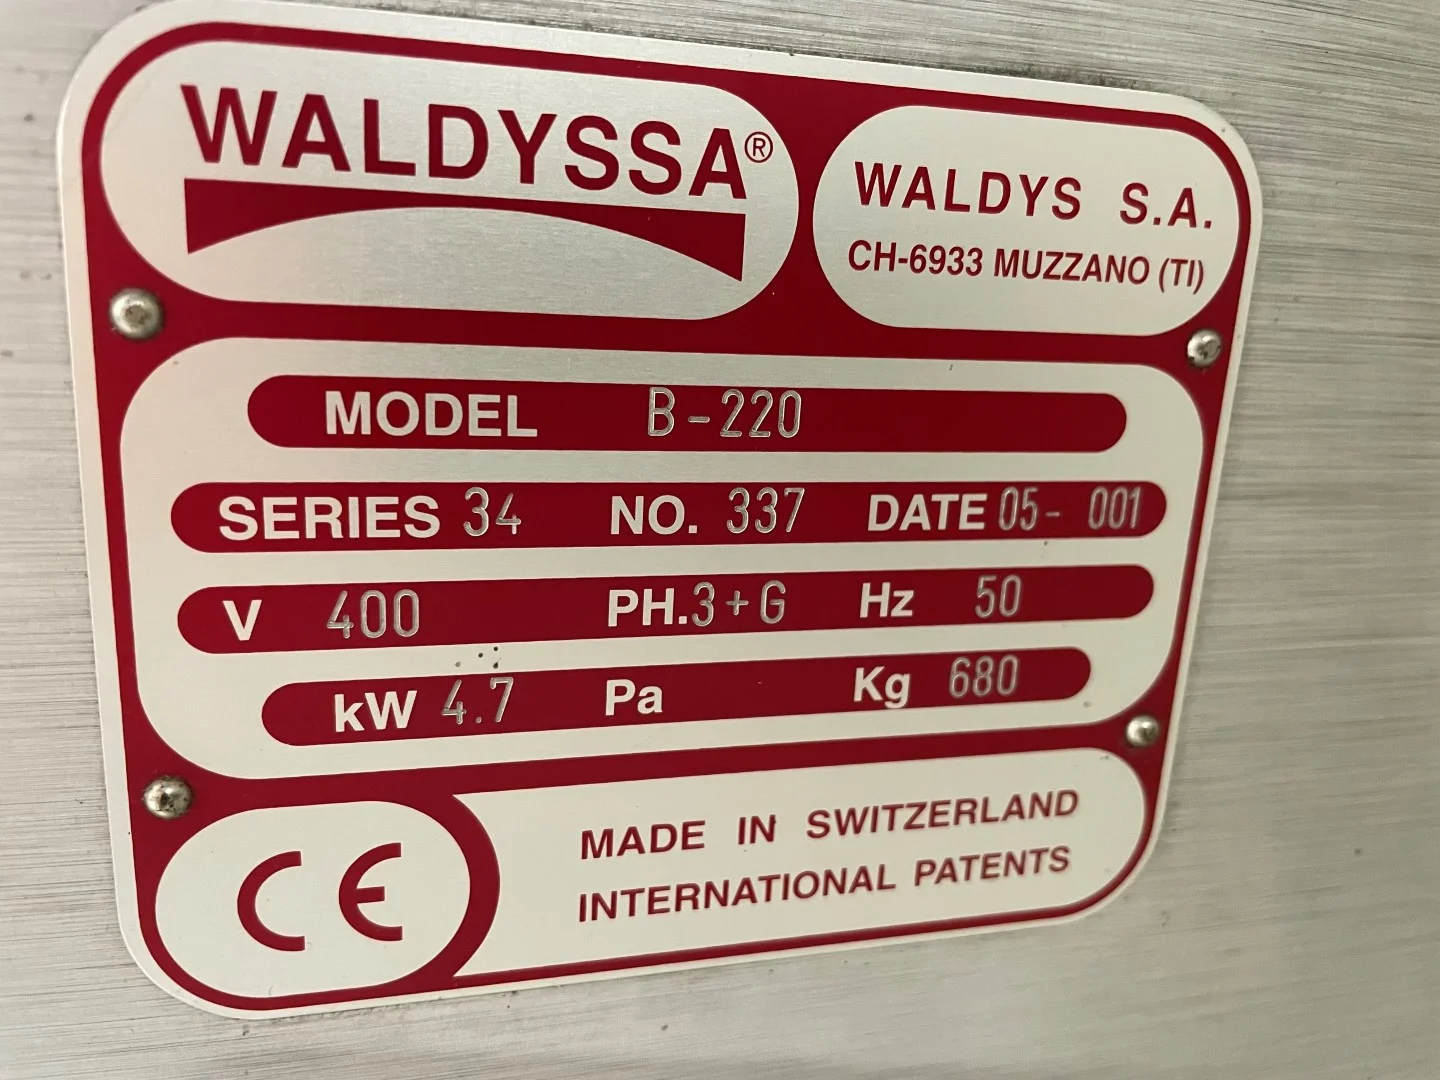 WALDYSSA®
WALDYS S.A.
CH-6933 MUZZANO (TI)
MODEL B-220
SERIES 34 NO. 337 DATE 05- 001
V 400 PH.3+G Hz 50
kW 4.7 Pa Kg 680
CE
MADE IN SWITZERLAND
INTERNATIONAL PATENTS